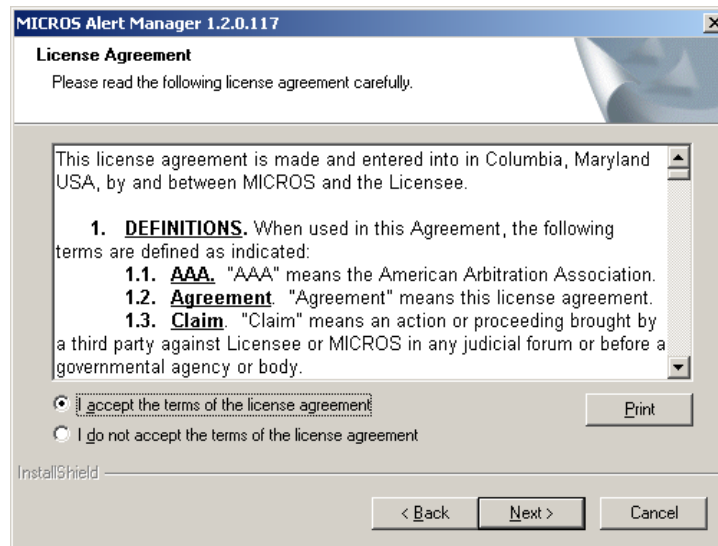 MICROS Alert Manager 1.2.0.117
License Agreement
Please read the following license agreement carefully.
This license agreement is made and entered into in Columbia, Maryland
USA, by and between MICROS and the Licensee.
1. DEFINITIONS. When used in this Agreement, the following
terms are defined as indicated:
1.1. AAA. "AAA" means the American Arbitration Association.
1.2. Agreement. "Agreement" means this license agreement.
1.3. Claim. "Claim" means an action or proceeding brought by
a third party against Licensee or MICROS in any judicial forum or before a
governmental agency or body.
I accept the terms of the license agreement
Print
I do not accept the terms of the license agreement
InstallShield
< Back
Next >
Cancel